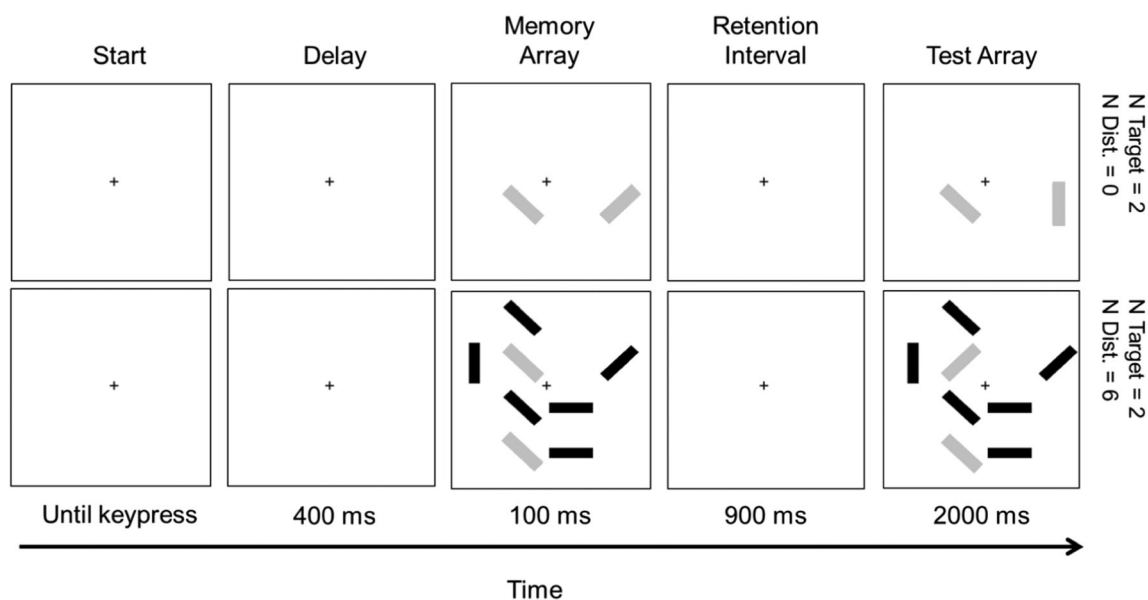 Start
Delay
Memory
Array
Retention
Interval
Test Array
N Target = 2
N Dist. = 0
N Target = 2
N Dist. = 6
Until keypress
400 ms
100 ms
900 ms
2000 ms
Time